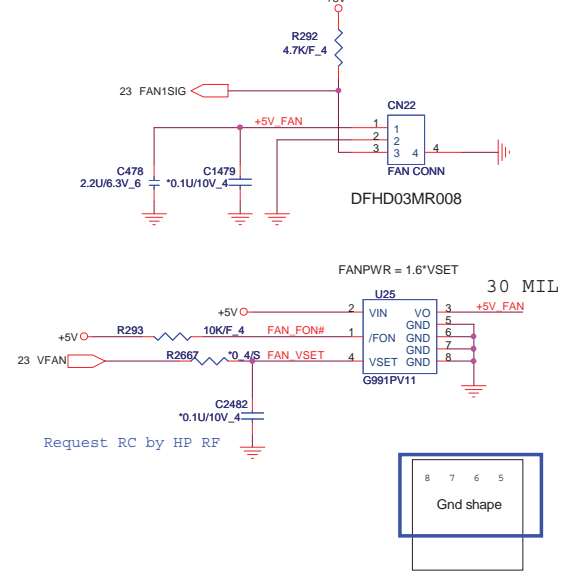 +5V
R292
4.7K/F_4
23 FAN1SIG
CN22
+5V_FAN
1 1
2 2
3 3 4 4
FAN CONN
C478
2.2U/6.3V_6
C1479
*0.1U/10V_4
DFHD03MR008
FANPWR = 1.6*VSET
30 MIL
U25
+5V 2 VIN VO 3 +5V_FAN
GND 5
+5V R293 10K/F_4 FAN_FON# 1 /FON GND 6
GND 7
23 VFAN R2667 *0_4/S FAN_VSET 4 VSET GND 8
G991PV11
C2482
*0.1U/10V_4
Request RC by HP RF
8 7 6 5
Gnd shape